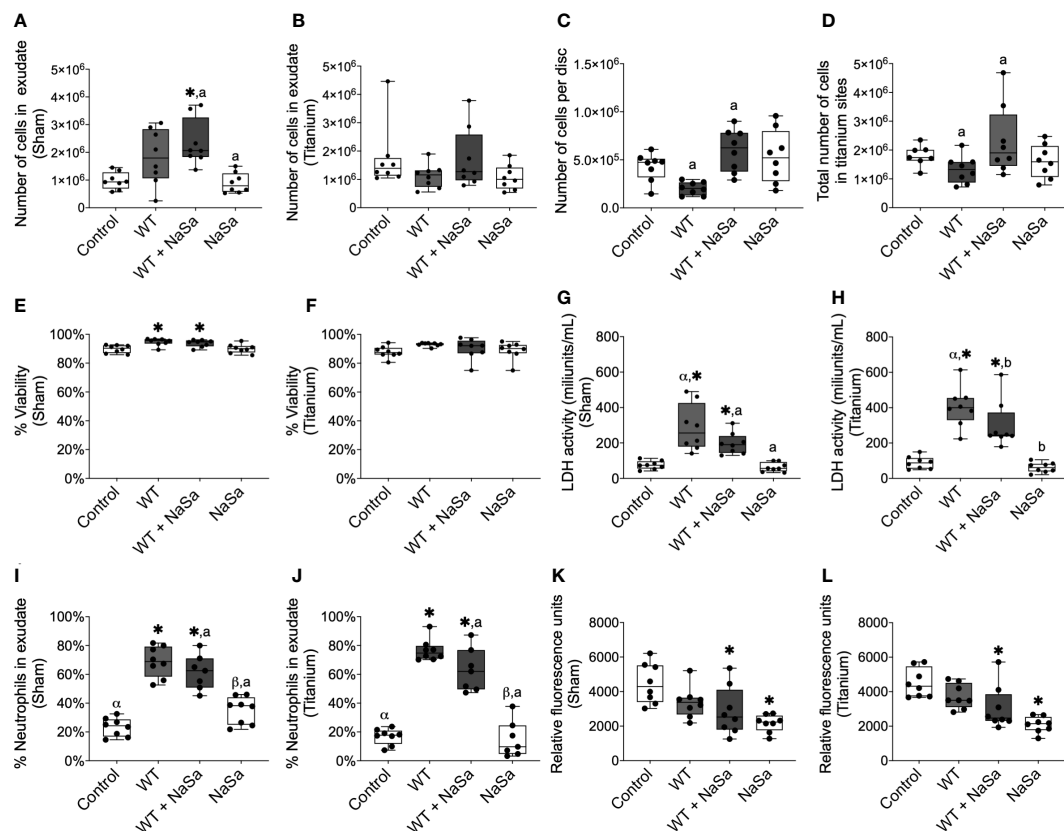 A
Number of cells in exudate
(Sham)
5×10⁶
4×10⁶
3×10⁶
2×10⁶
1×10⁶
0
*,a
a
Control
WT
WT + NaSa
NaSa
B
Number of cells in exudate
(Titanium)
5×10⁶
4×10⁶
3×10⁶
2×10⁶
1×10⁶
0
Control
WT
WT + NaSa
NaSa
C
Number of cells per disc
1.5×10⁶
1.0×10⁶
5.0×10⁵
0.0
a
a
Control
WT
WT + NaSa
NaSa
D
Total number of cells
in titanium sites
5×10⁶
4×10⁶
3×10⁶
2×10⁶
1×10⁶
0
a
a
Control
WT
WT + NaSa
NaSa
E
% Viability
(Sham)
100%
80%
60%
40%
20%
0%
*
*
Control
WT
WT + NaSa
NaSa
F
% Viability
(Titanium)
100%
80%
60%
40%
20%
0%
Control
WT
WT + NaSa
NaSa
G
LDH activity (miliunits/mL)
(Sham)
800
600
400
200
0
α,*
*,a
a
Control
WT
WT + NaSa
NaSa
H
LDH activity (miliunits/mL)
(Titanium)
800
600
400
200
0
α,*
*,b
b
Control
WT
WT + NaSa
NaSa
I
% Neutrophils in exudate
(Sham)
100%
80%
60%
40%
20%
0%
α
*
*,a
β,a
Control
WT
WT + NaSa
NaSa
J
% Neutrophils in exudate
(Titanium)
100%
80%
60%
40%
20%
0%
α
*
*,a
β,a
Control
WT
WT + NaSa
NaSa
K
Relative fluorescence units
(Sham)
8000
6000
4000
2000
0
*
*
Control
WT
WT + NaSa
NaSa
L
Relative fluorescence units
(Titanium)
8000
6000
4000
2000
0
*
*
Control
WT
WT + NaSa
NaSa